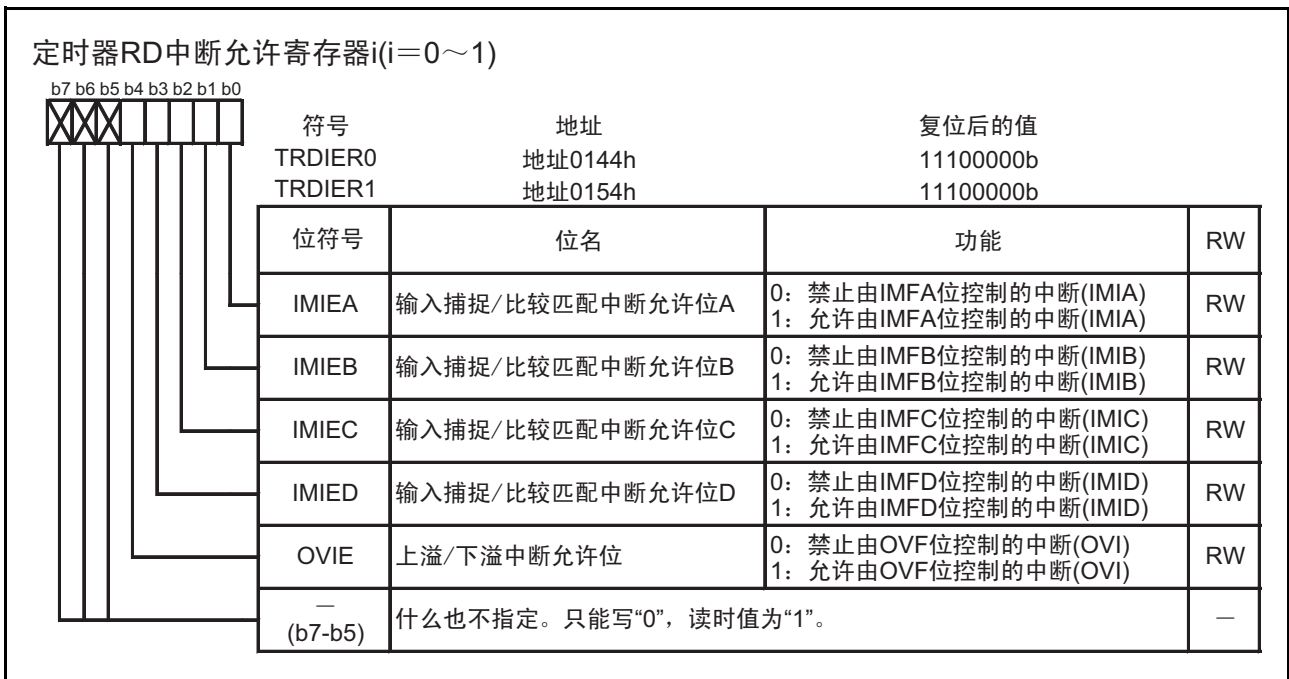 定时器RD中断允许寄存器i(i=0～1)
b7 b6 b5 b4 b3 b2 b1 b0
符号 地址 复位后的值
TRDIER0 地址0144h 11100000b
TRDIER1 地址0154h 11100000b
位符号 位名 功能 RW
IMIEA 输入捕捉/比较匹配中断允许位A 0：禁止由IMFA位控制的中断(IMIA) RW
1：允许由IMFA位控制的中断(IMIA)
IMIEB 输入捕捉/比较匹配中断允许位B 0：禁止由IMFB位控制的中断(IMIB) RW
1：允许由IMFB位控制的中断(IMIB)
IMIEC 输入捕捉/比较匹配中断允许位C 0：禁止由IMFC位控制的中断(IMIC) RW
1：允许由IMFC位控制的中断(IMIC)
IMIED 输入捕捉/比较匹配中断允许位D 0：禁止由IMFD位控制的中断(IMID) RW
1：允许由IMFD位控制的中断(IMID)
OVIE 上溢/下溢中断允许位 0：禁止由OVF位控制的中断(OVI) RW
1：允许由OVF位控制的中断(OVI)
－
(b7-b5) 什么也不指定。只能写“0”，读时值为“1”。 －